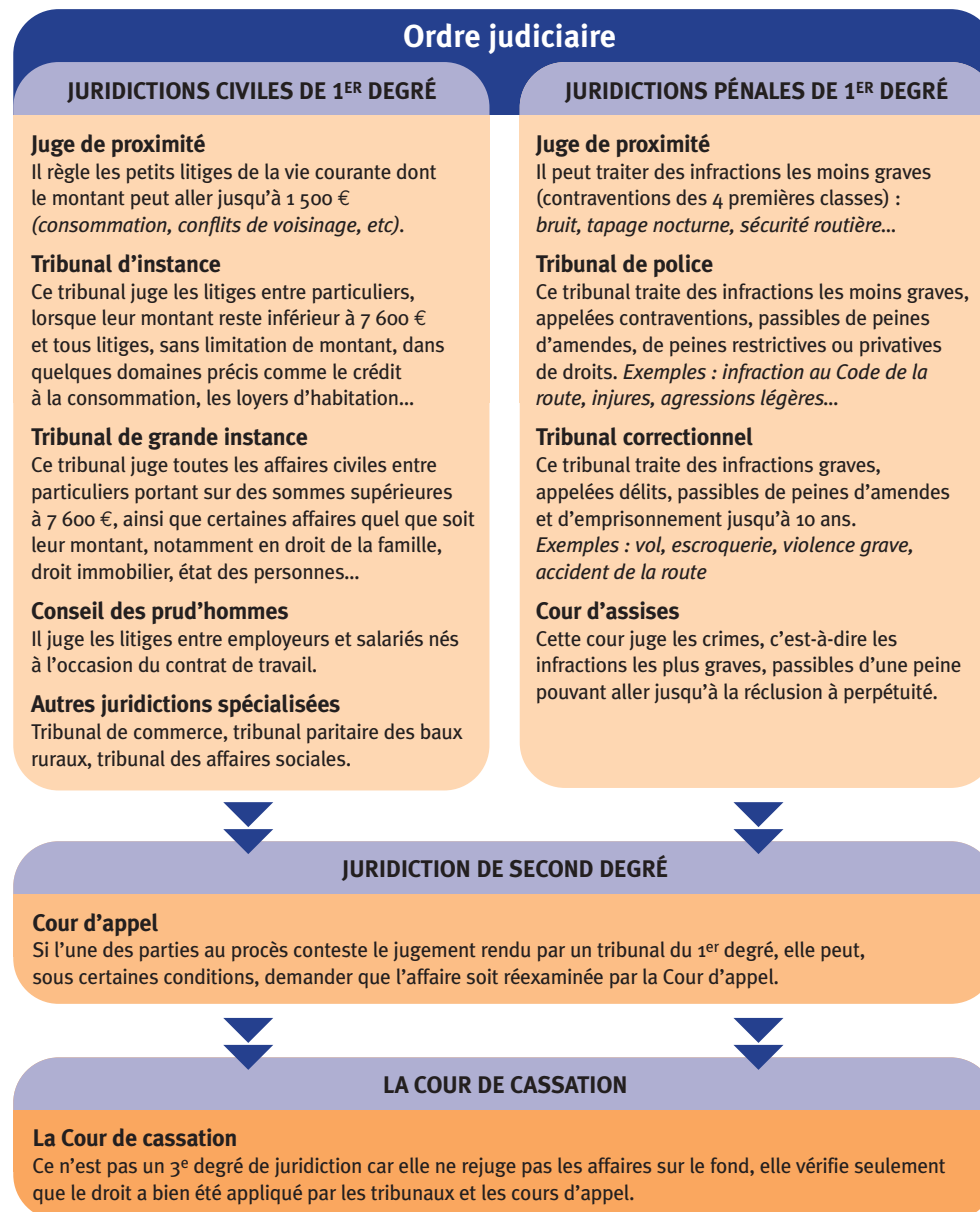 Ordre judiciaire
JURIDICTIONS CIVILES DE 1ER DEGRÉ
Juge de proximité
Il règle les petits litiges de la vie courante dont
le montant peut aller jusqu'à 1 500 €
(consommation, conflits de voisinage, etc).
Tribunal d'instance
Ce tribunal juge les litiges entre particuliers,
lorsque leur montant reste inférieur à 7 600 €
et tous litiges, sans limitation de montant, dans
quelques domaines précis comme le crédit
à la consommation, les loyers d'habitation...
Tribunal de grande instance
Ce tribunal juge toutes les affaires civiles entre
particuliers portant sur des sommes supérieures
à 7 600 €, ainsi que certaines affaires quel que soit
leur montant, notamment en droit de la famille,
droit immobilier, état des personnes...
Conseil des prud'hommes
Il juge les litiges entre employeurs et salariés nés
à l'occasion du contrat de travail.
Autres juridictions spécialisées
Tribunal de commerce, tribunal paritaire des baux
ruraux, tribunal des affaires sociales.
JURIDICTIONS PÉNALES DE 1ER DEGRÉ
Juge de proximité
Il peut traiter des infractions les moins graves
(contraventions des 4 premières classes) :
bruit, tapage nocturne, sécurité routière...
Tribunal de police
Ce tribunal traite des infractions les moins graves,
appelées contraventions, passibles de peines
d'amendes, de peines restrictives ou privatives
de droits. Exemples : infraction au Code de la
route, injures, agressions légères...
Tribunal correctionnel
Ce tribunal traite des infractions graves,
appelées délits, passibles de peines d'amendes
et d'emprisonnement jusqu'à 10 ans.
Exemples : vol, escroquerie, violence grave,
accident de la route
Cour d'assises
Cette cour juge les crimes, c'est-à-dire les
infractions les plus graves, passibles d'une peine
pouvant aller jusqu'à la réclusion à perpétuité.
JURIDICTION DE SECOND DEGRÉ
Cour d'appel
Si l'une des parties au procès conteste le jugement rendu par un tribunal du 1er degré, elle peut,
sous certaines conditions, demander que l'affaire soit réexaminée par la Cour d'appel.
LA COUR DE CASSATION
La Cour de cassation
Ce n'est pas un 3e degré de juridiction car elle ne rejuge pas les affaires sur le fond, elle vérifie seulement
que le droit a bien été appliqué par les tribunaux et les cours d'appel.